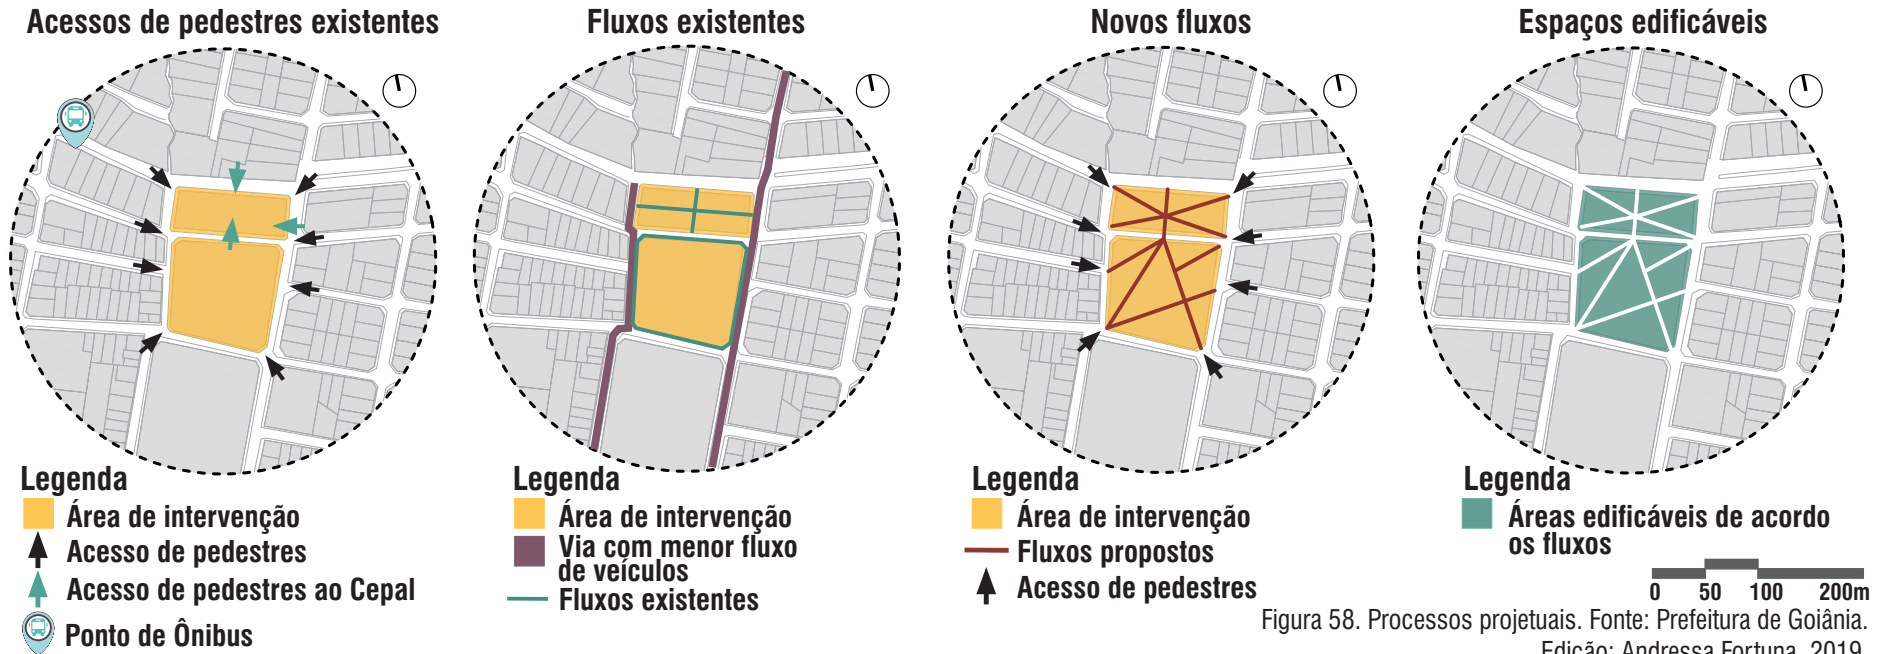 Acessos de pedestres existentes
Fluxos existentes
Novos fluxos
Espaços edificáveis
Legenda
Área de intervenção
Acesso de pedestres
Acesso de pedestres ao Cepal
Ponto de Ônibus
Legenda
Área de intervenção
Via com menor fluxo
de veículos
Fluxos existentes
Legenda
Área de intervenção
Fluxos propostos
Acesso de pedestres
Legenda
Áreas edificáveis de acordo
os fluxos
0 50 100 200m
Figura 58. Processos projetuais. Fonte: Prefeitura de Goiânia.
Edição: Andressa Fortuna, 2019.